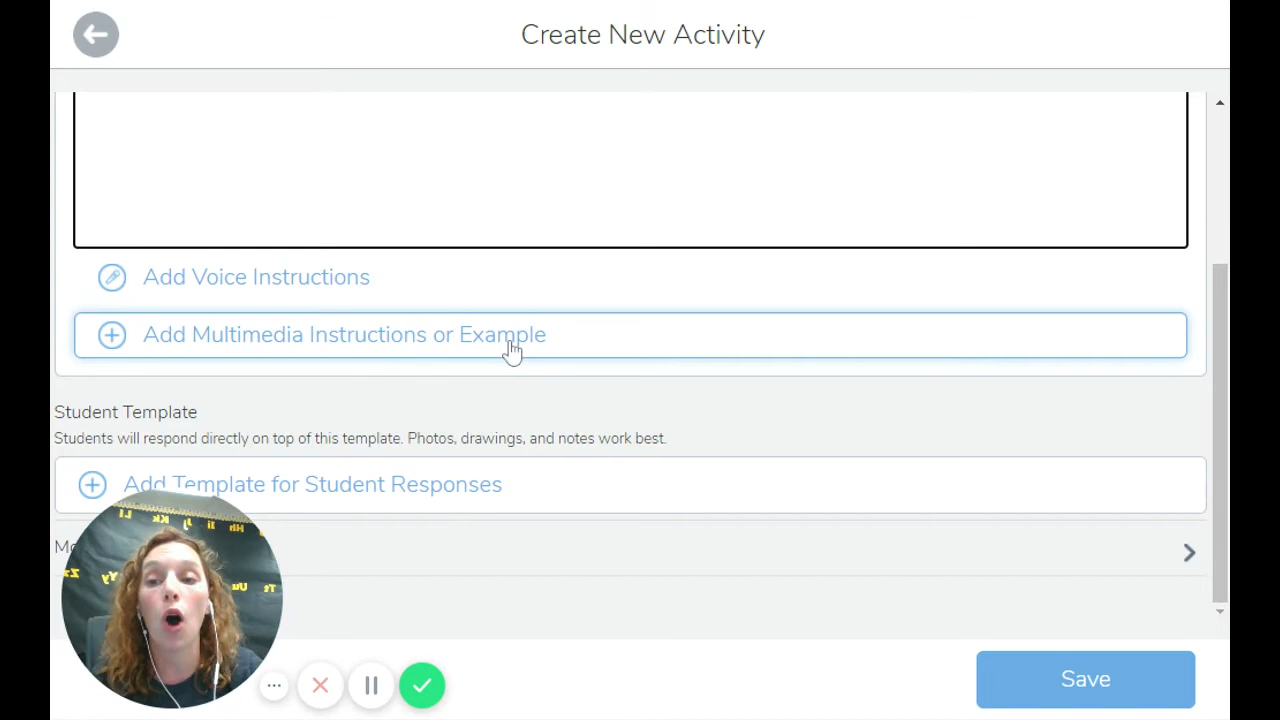 Create New Activity
Add Voice Instructions
Add Multimedia Instructions or Example
Student Template
Students will respond directly on top of this template. Photos, drawings, and notes work best.
Add Template for Student Responses
Save